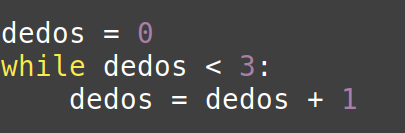 dedos = 0
while dedos < 3:
    dedos = dedos + 1